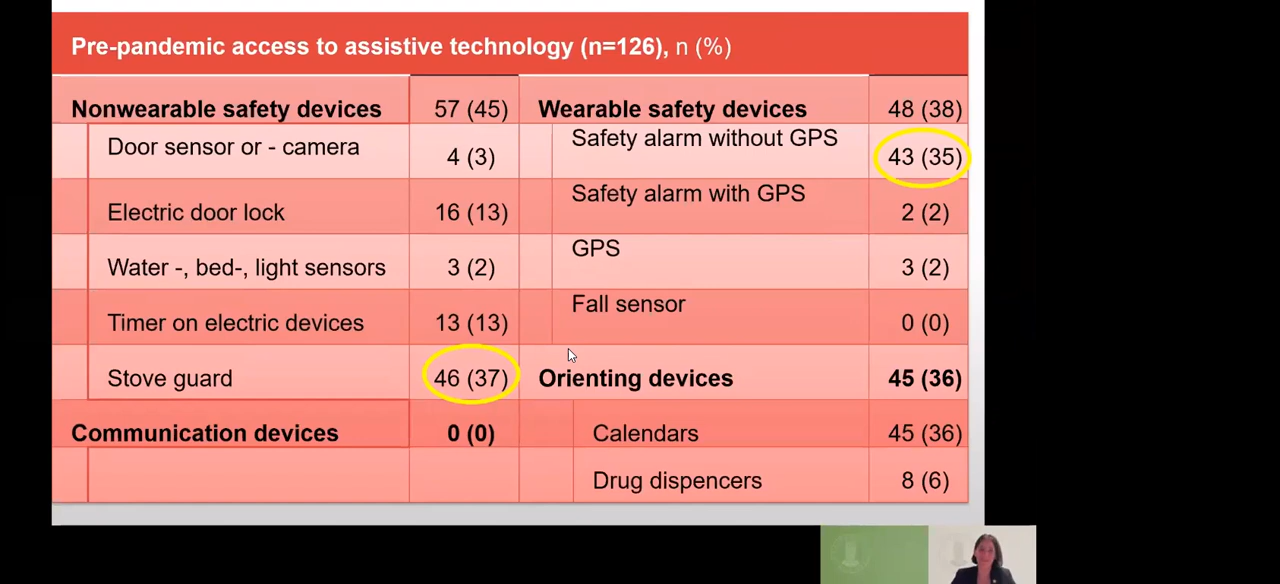 Pre-pandemic access to assistive technology (n=126), n (%)
Nonwearable safety devices 57 (45) Wearable safety devices 48 (38)
Door sensor or - camera 4 (3) Safety alarm without GPS 43 (35)
Electric door lock 16 (13) Safety alarm with GPS 2 (2)
Water -, bed-, light sensors 3 (2) GPS 3 (2)
Timer on electric devices 13 (13) Fall sensor 0 (0)
Stove guard 46 (37) Orienting devices 45 (36)
Communication devices 0 (0) Calendars 45 (36)
Drug dispencers 8 (6)